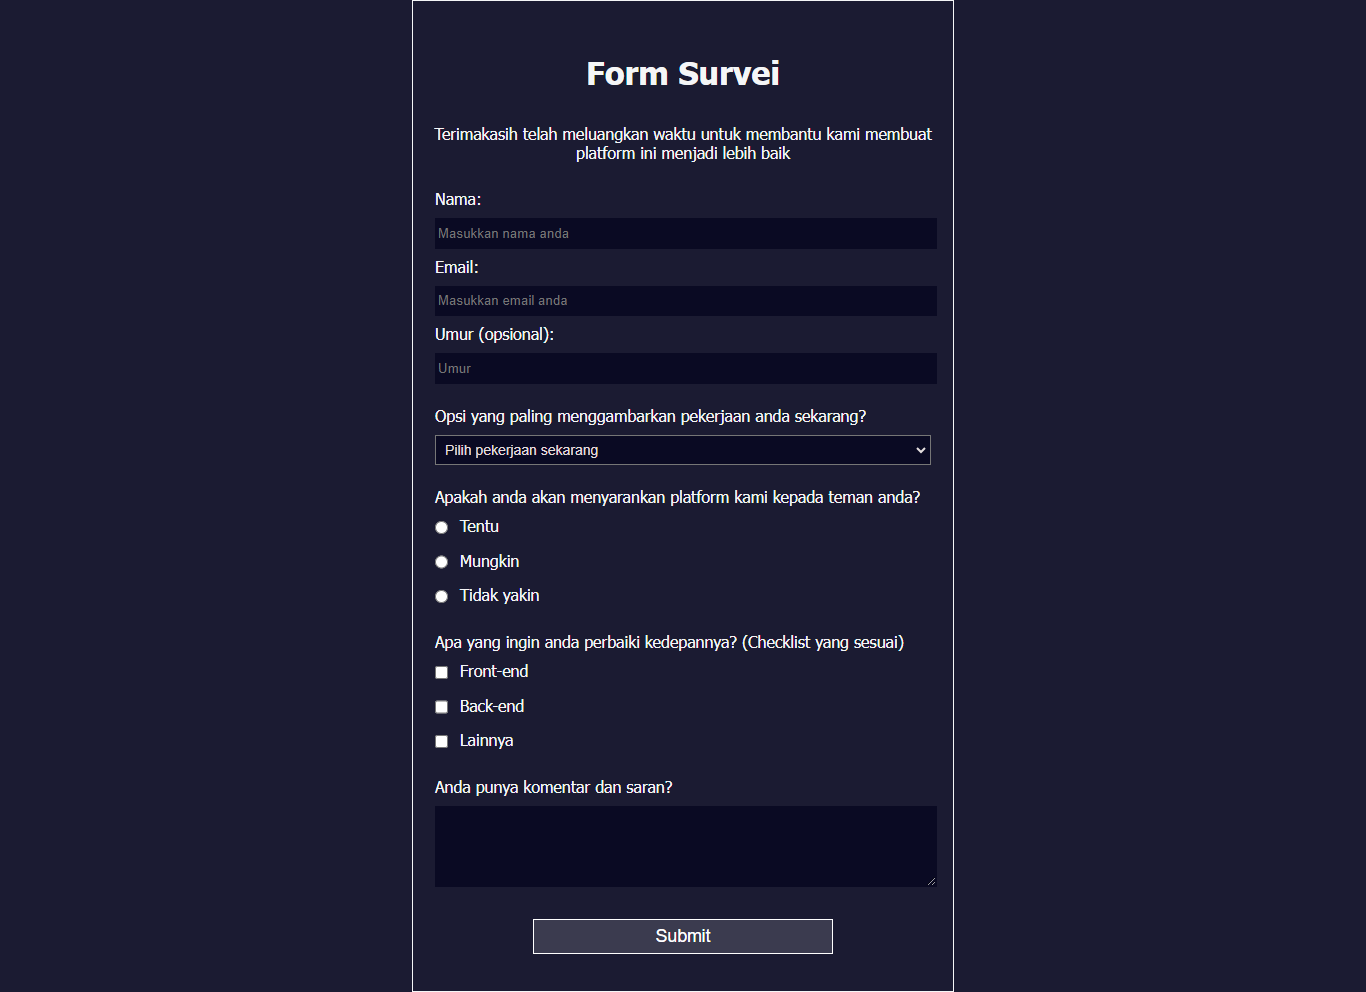 Form Survei
Terimakasih telah meluangkan waktu untuk membantu kami membuat
platform ini menjadi lebih baik
Nama:
Masukkan nama anda
Email:
Masukkan email anda
Umur (opsional):
Umur
Opsi yang paling menggambarkan pekerjaan anda sekarang?
Pilih pekerjaan sekarang
Apakah anda akan menyarankan platform kami kepada teman anda?
Tentu
Mungkin
Tidak yakin
Apa yang ingin anda perbaiki kedepannya? (Checklist yang sesuai)
Front-end
Back-end
Lainnya
Anda punya komentar dan saran?
Submit